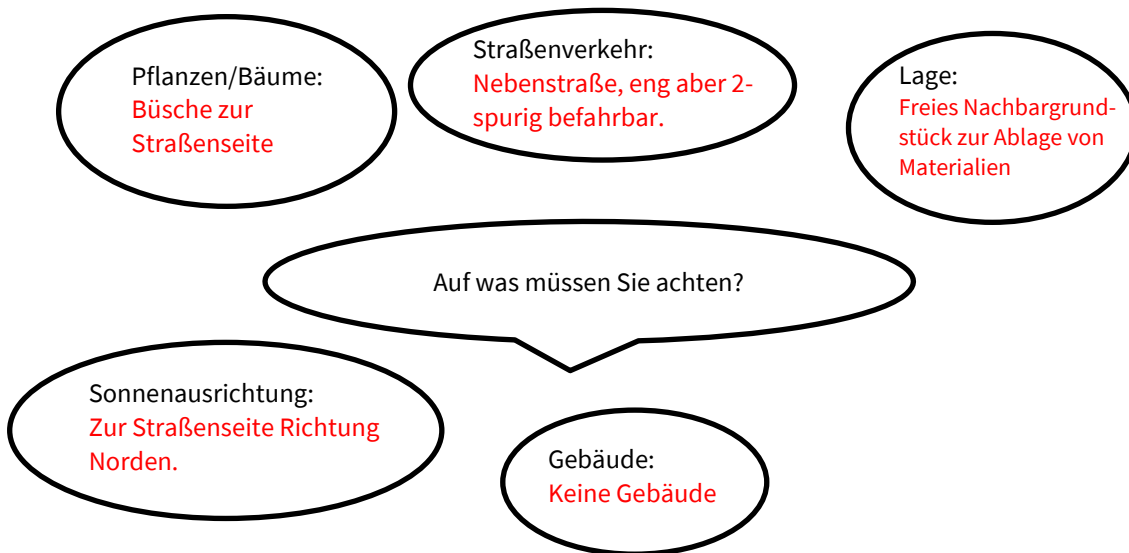 Pflanzen/Bäume:
Büsche zur
Straßenseite
Straßenverkehr:
Nebenstraße, eng aber 2-
spurig befahrbar.
Lage:
Freies Nachbargrund-
stück zur Ablage von
Materialien
Auf was müssen Sie achten?
Sonnenausrichtung:
Zur Straßenseite Richtung
Norden.
Gebäude:
Keine Gebäude